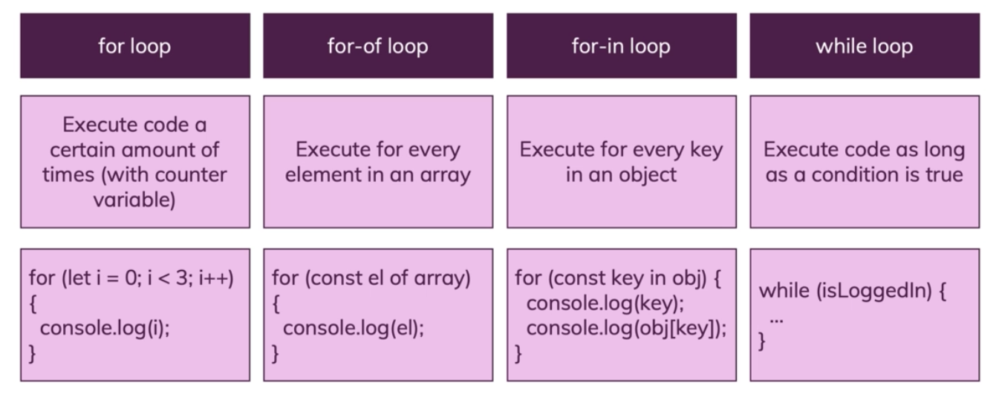 for loop
for-of loop
for-in loop
while loop
Execute code a
certain amount of
times (with counter
variable)
Execute for every
element in an array
Execute for every key
in an object
Execute code as long
as a condition is true
for (let i = 0; i < 3; i++)
{
  console.log(i);
}
for (const el of array)
{
  console.log(el);
}
for (const key in obj) {
  console.log(key);
  console.log(obj[key]);
}
while (isLoggedIn) {
  ...
}